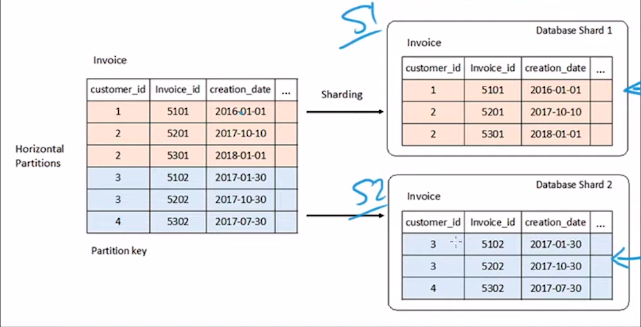 S1
Database Shard 1
Invoice
customer_id Invoice_id creation_date ...
1 5101 2016-01-01
2 5201 2017-10-10
2 5301 2018-01-01
Invoice
customer_id Invoice_id creation_date ...
1 5101 2016-01-01
2 5201 2017-10-10
2 5301 2018-01-01
3 5102 2017-01-30
3 5202 2017-10-30
4 5302 2017-07-30
Horizontal
Partitions
Partition key
Sharding
S2
Database Shard 2
Invoice
customer_id Invoice_id creation_date ...
3 5102 2017-01-30
3 5202 2017-10-30
4 5302 2017-07-30